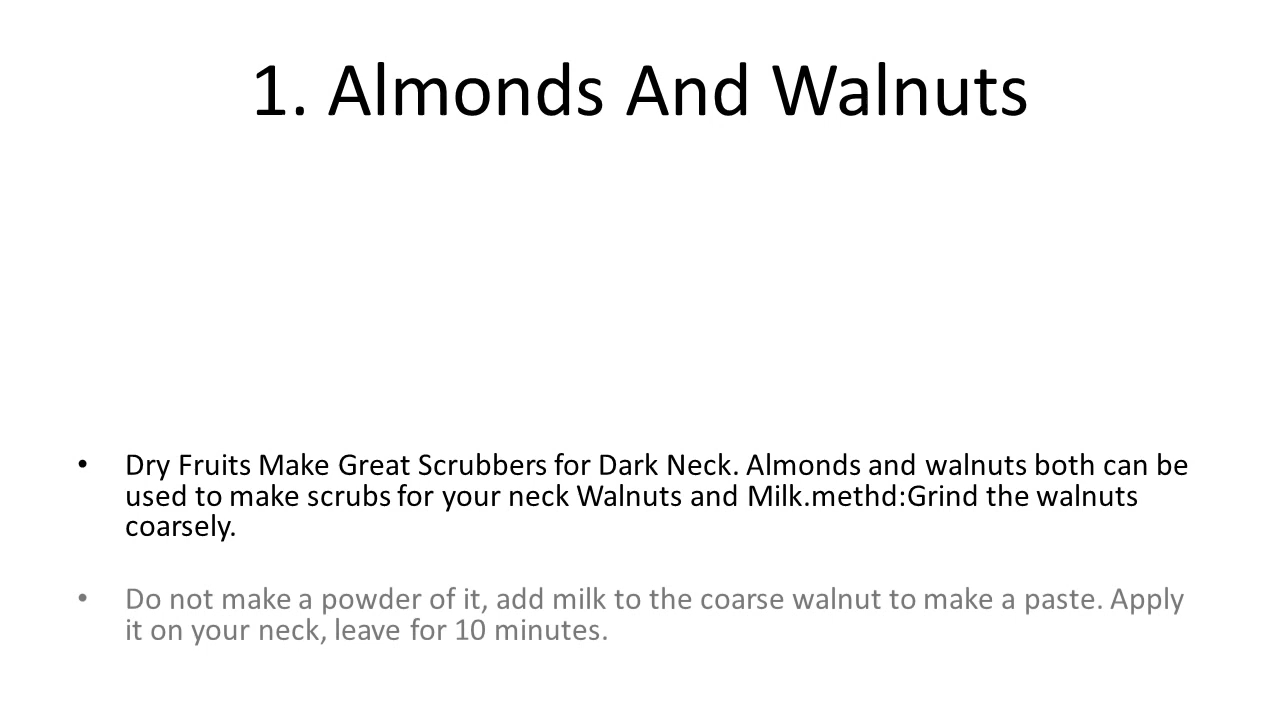 1. Almonds And Walnuts
• Dry Fruits Make Great Scrubbers for Dark Neck. Almonds and walnuts both can be
used to make scrubs for your neck Walnuts and Milk.methd:Grind the walnuts
coarsely.
• Do not make a powder of it, add milk to the coarse walnut to make a paste. Apply
it on your neck, leave for 10 minutes.